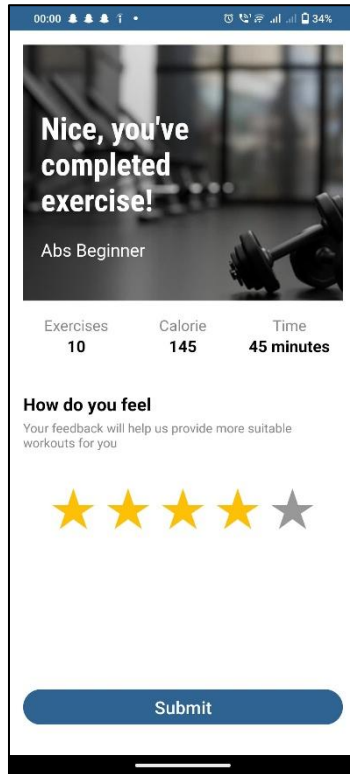 00:00 34%
Nice, you've
completed
exercise!
Abs Beginner
Exercises Calorie Time
10 145 45 minutes
How do you feel
Your feedback will help us provide more suitable
workouts for you
Submit